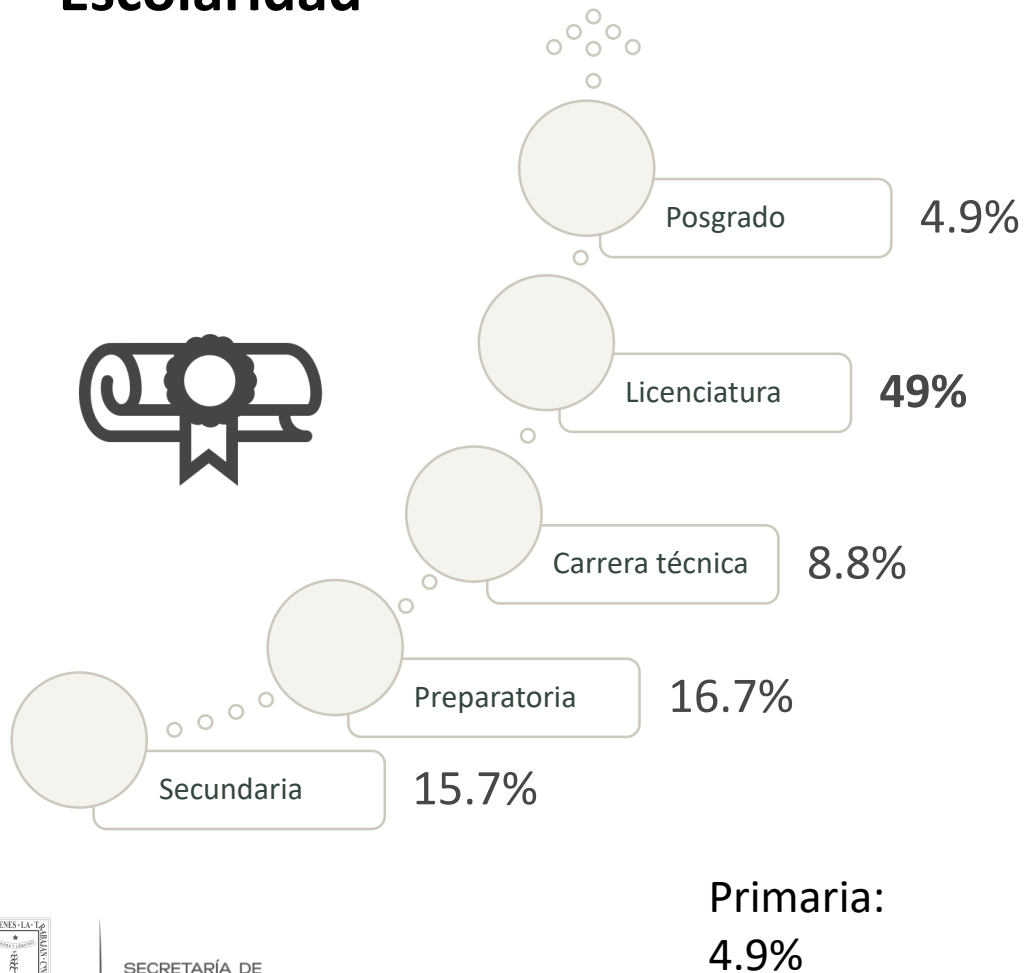 Escolaridad
Posgrado 4.9%
Licenciatura 49%
Carrera técnica 8.8%
Preparatoria 16.7%
Secundaria 15.7%
Primaria:
4.9%
SECRETARÍA DE